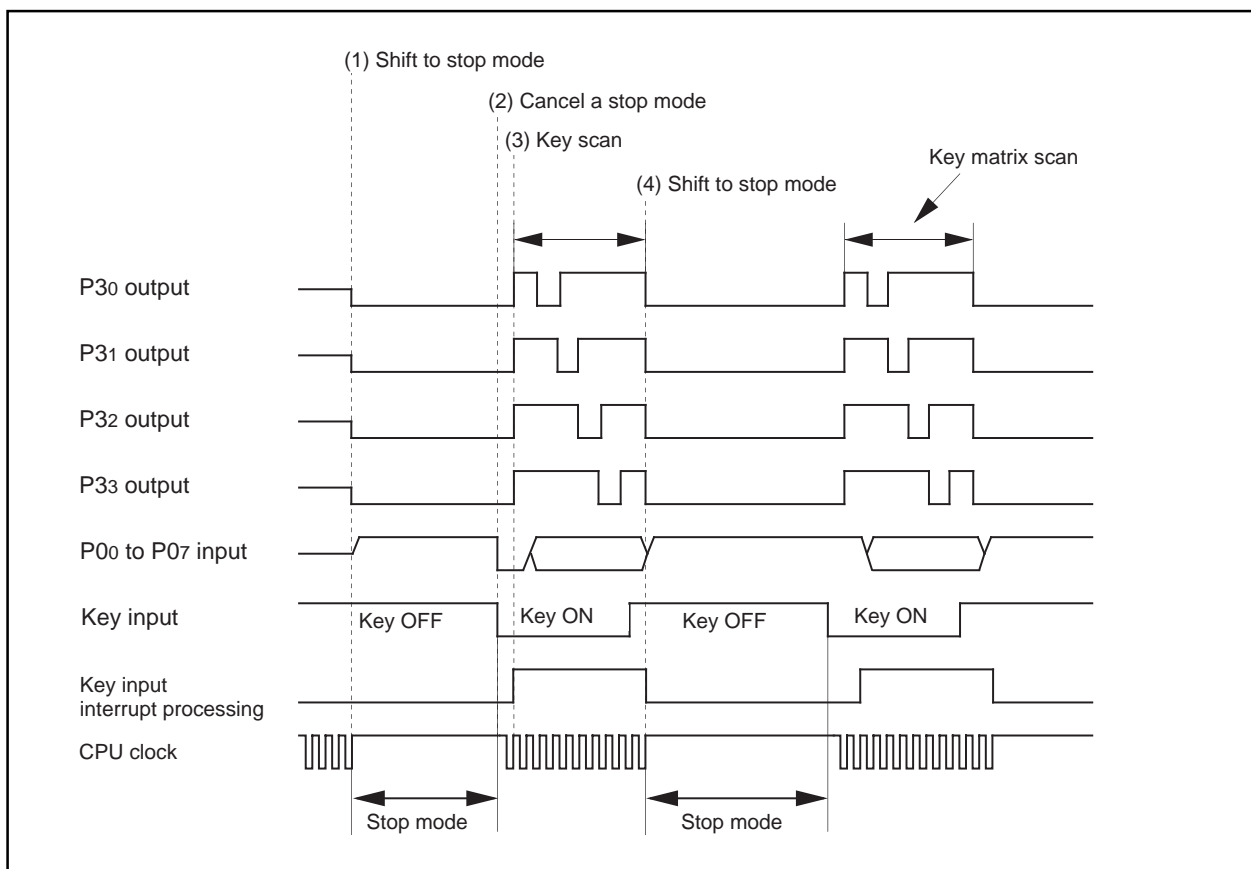 (1) Shift to stop mode
(2) Cancel a stop mode
(3) Key scan
Key matrix scan
(4) Shift to stop mode
P30 output
P31 output
P32 output
P33 output
P00 to P07 input
Key input
Key OFF
Key ON
Key OFF
Key ON
Key input
interrupt processing
CPU clock
Stop mode
Stop mode